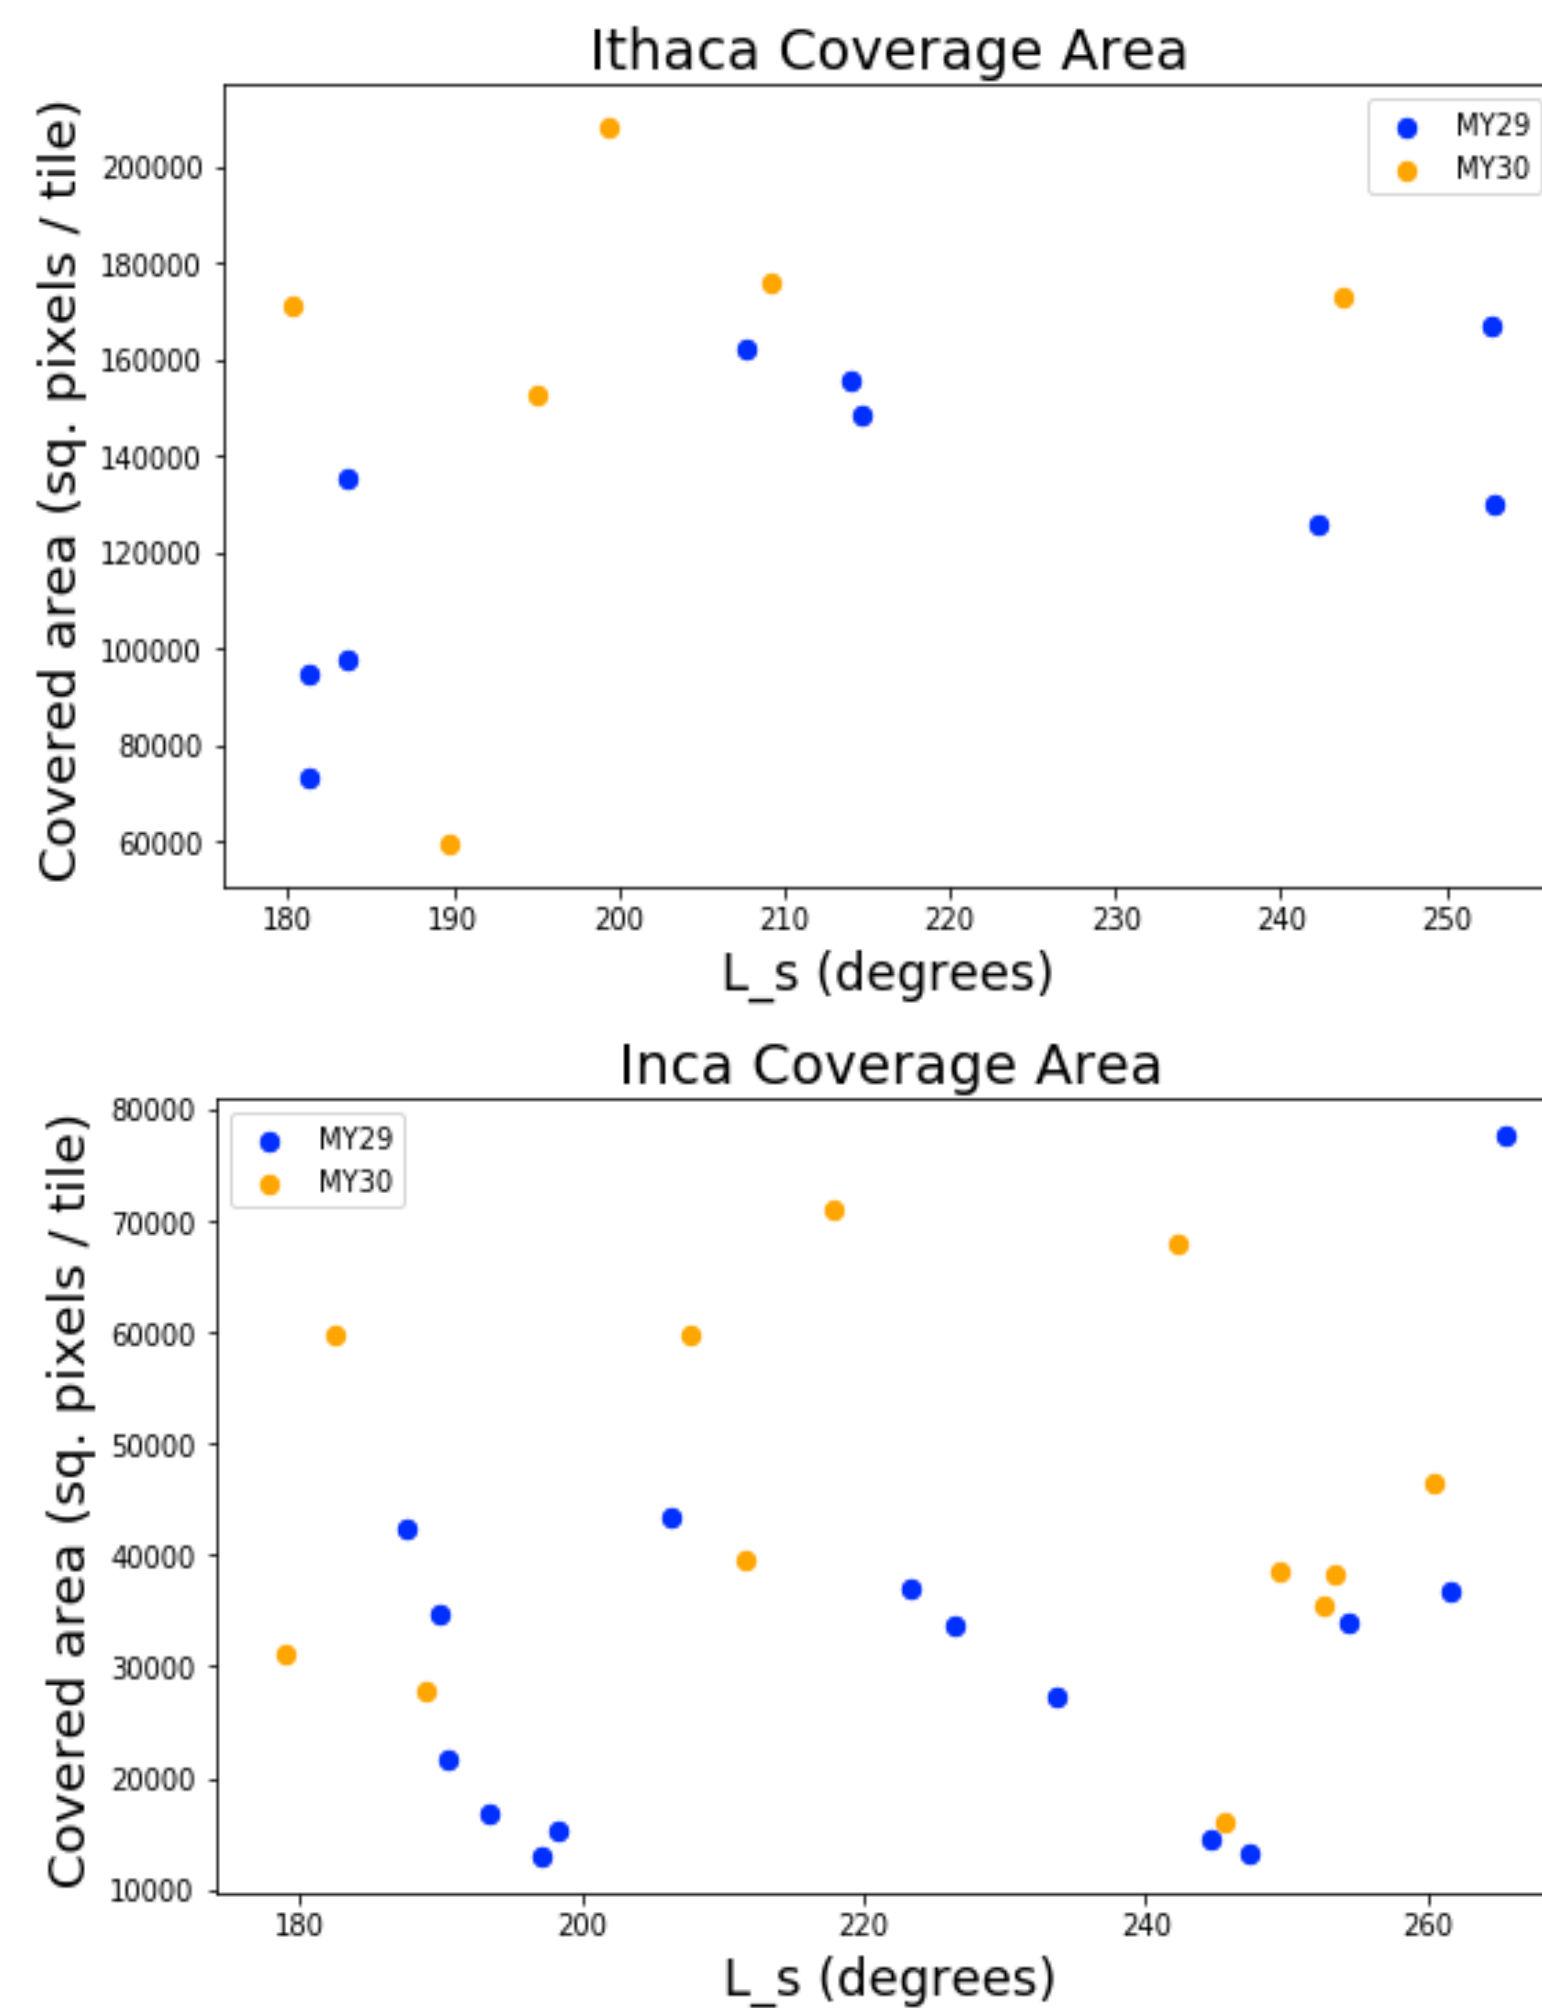 Ithaca Coverage Area
MY29
MY30
Covered area (sq. pixels / tile)
200000
180000
160000
140000
120000
100000
80000
60000
180 190 200 210 220 230 240 250
L_s (degrees)
Inca Coverage Area
MY29
MY30
Covered area (sq. pixels / tile)
80000
70000
60000
50000
40000
30000
20000
10000
180 200 220 240 260
L_s (degrees)